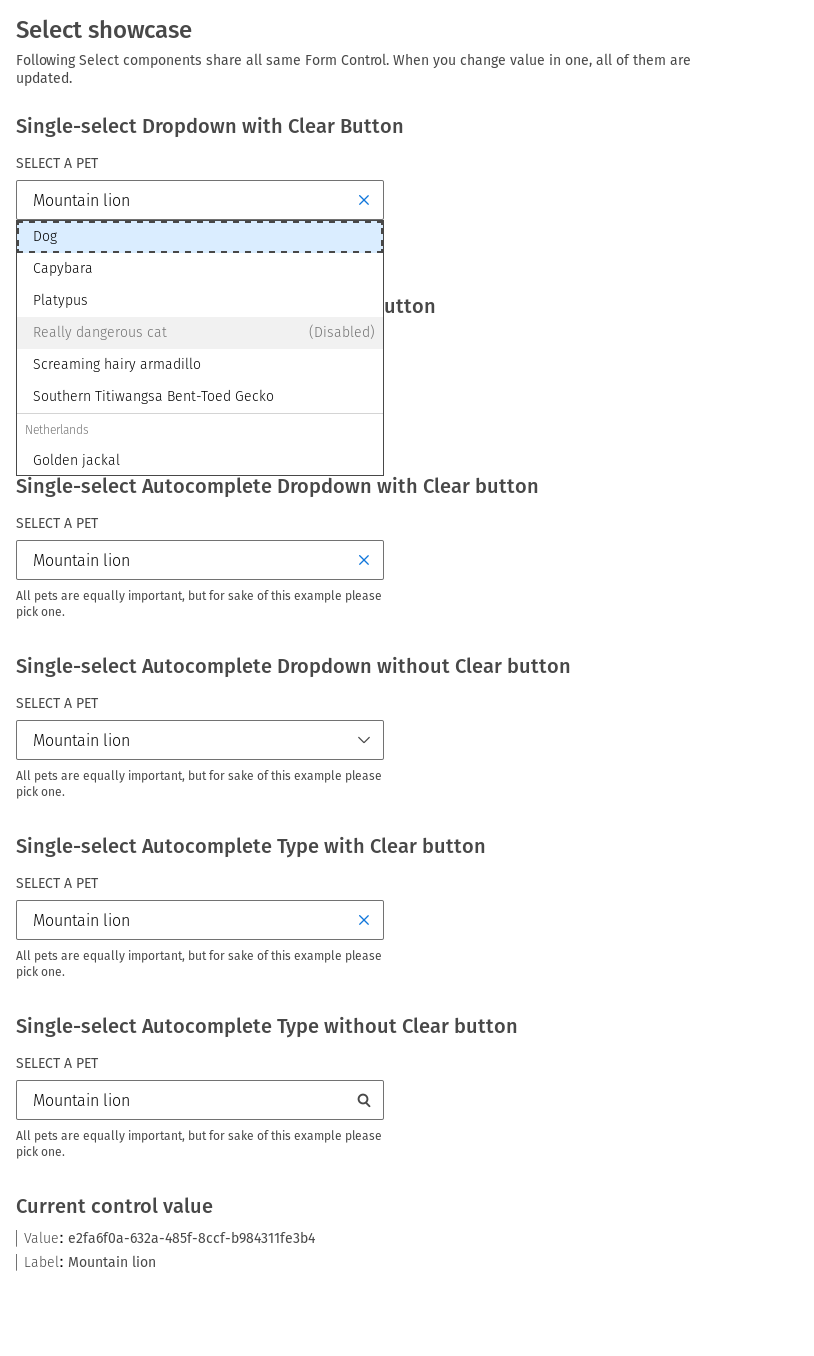 Select showcase
Following Select components share all same Form Control. When you change value in one, all of them are
updated.
Single-select Dropdown with Clear Button
SELECT A PET
Mountain lion
Dog
Capybara
Platypus
utton
Really dangerous cat (Disabled)
Screaming hairy armadillo
Southern Titiwangsa Bent-Toed Gecko
Netherlands
Golden jackal
Single-select Autocomplete Dropdown with Clear button
SELECT A PET
Mountain lion
All pets are equally important, but for sake of this example please
pick one.
Single-select Autocomplete Dropdown without Clear button
SELECT A PET
Mountain lion
All pets are equally important, but for sake of this example please
pick one.
Single-select Autocomplete Type with Clear button
SELECT A PET
Mountain lion
All pets are equally important, but for sake of this example please
pick one.
Single-select Autocomplete Type without Clear button
SELECT A PET
Mountain lion
All pets are equally important, but for sake of this example please
pick one.
Current control value
Value: e2fa6f0a-632a-485f-8ccf-b984311fe3b4
Label: Mountain lion